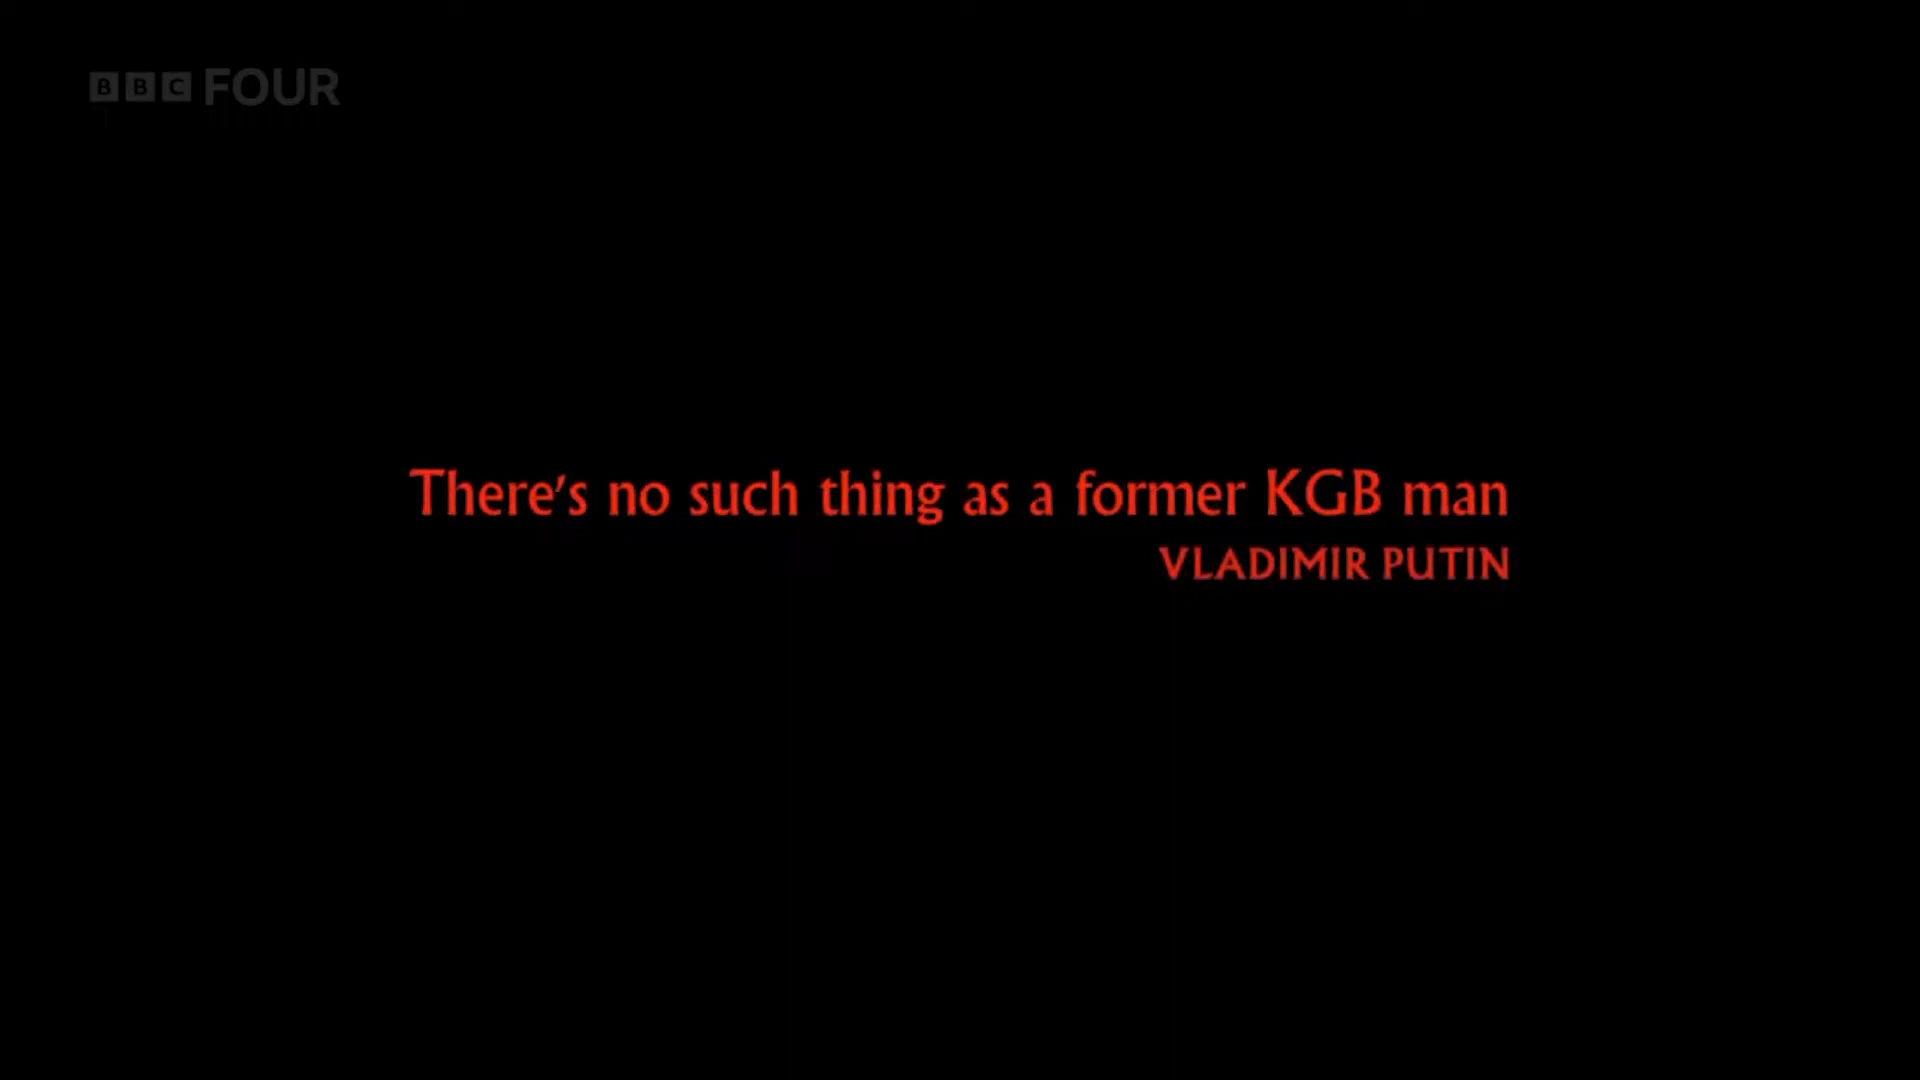 BBC FOUR
There's no such thing as a former KGB man
VLADIMIR PUTIN